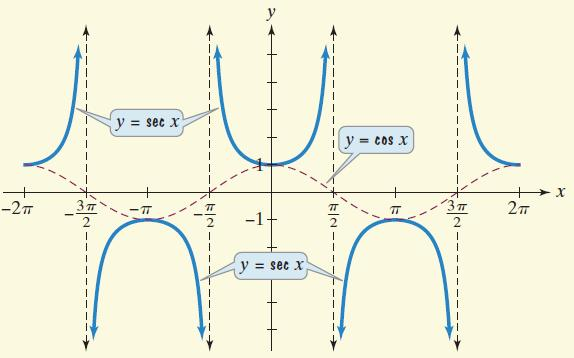 y
y = sec x
y = cos x
1
x
-2π
-3π/2
-π
-π/2
-1
π/2
π
3π/2
2π
y = sec x